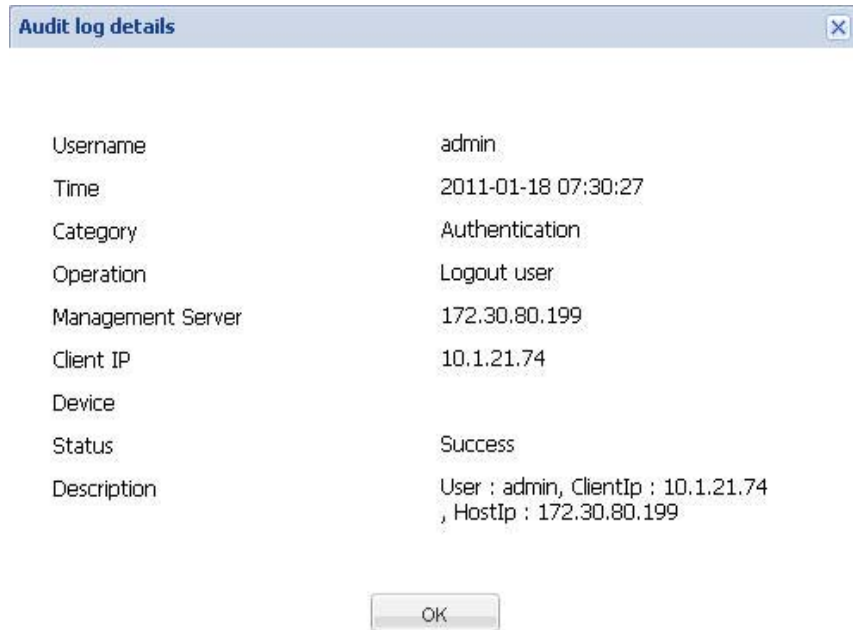 Audit log details
Username admin
Time 2011-01-18 07:30:27
Category Authentication
Operation Logout user
Management Server 172.30.80.199
Client IP 10.1.21.74
Device
Status Success
Description User : admin, ClientIp : 10.1.21.74
, HostIp : 172.30.80.199
OK